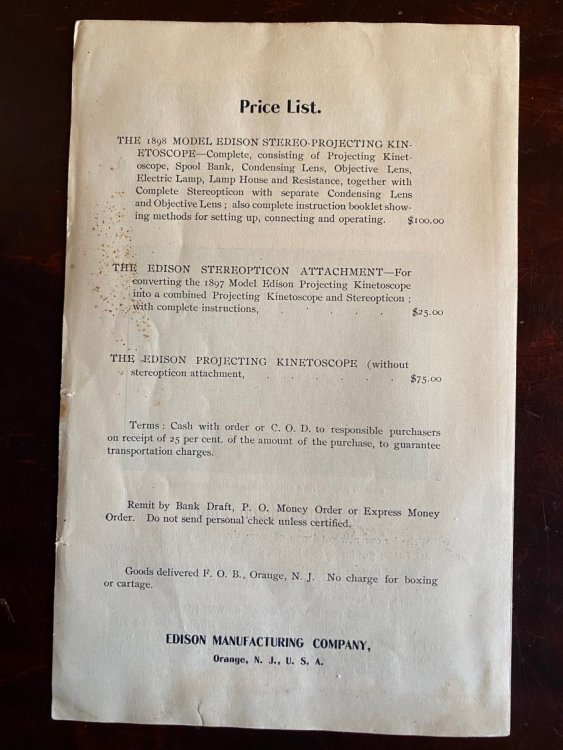 Price List.
THE 1898 MODEL EDISON STEREO-PROJECTING KIN-
ETOSCOPE—Complete, consisting of Projecting Kinet-
oscope, Spool Bank, Condensing Lens, Objective Lens,
Electric Lamp, Lamp House and Resistance, together with
Complete Stereopticon with separate Condensing Lens
and Objective Lens ; also complete instruction booklet show-
ing methods for setting up, connecting and operating. $100.00
THE EDISON STEREOPTICON ATTACHMENT—For
converting the 1897 Model Edison Projecting Kinetoscope
into a combined Projecting Kinetoscope and Stereopticon ;
with complete instructions, . . . . . $25.00
THE EDISON PROJECTING KINETOSCOPE (without
stereopticon attachment, . . . . . . $75.00
Terms : Cash with order or C. O. D. to responsible purchasers
on receipt of 25 per cent. of the amount of the purchase, to guarantee
transportation charges.
Remit by Bank Draft, P. O. Money Order or Express Money
Order. Do not send personal check unless certified.
Goods delivered F. O. B., Orange, N. J. No charge for boxing
or cartage.
EDISON MANUFACTURING COMPANY,
Orange, N. J., U. S. A.